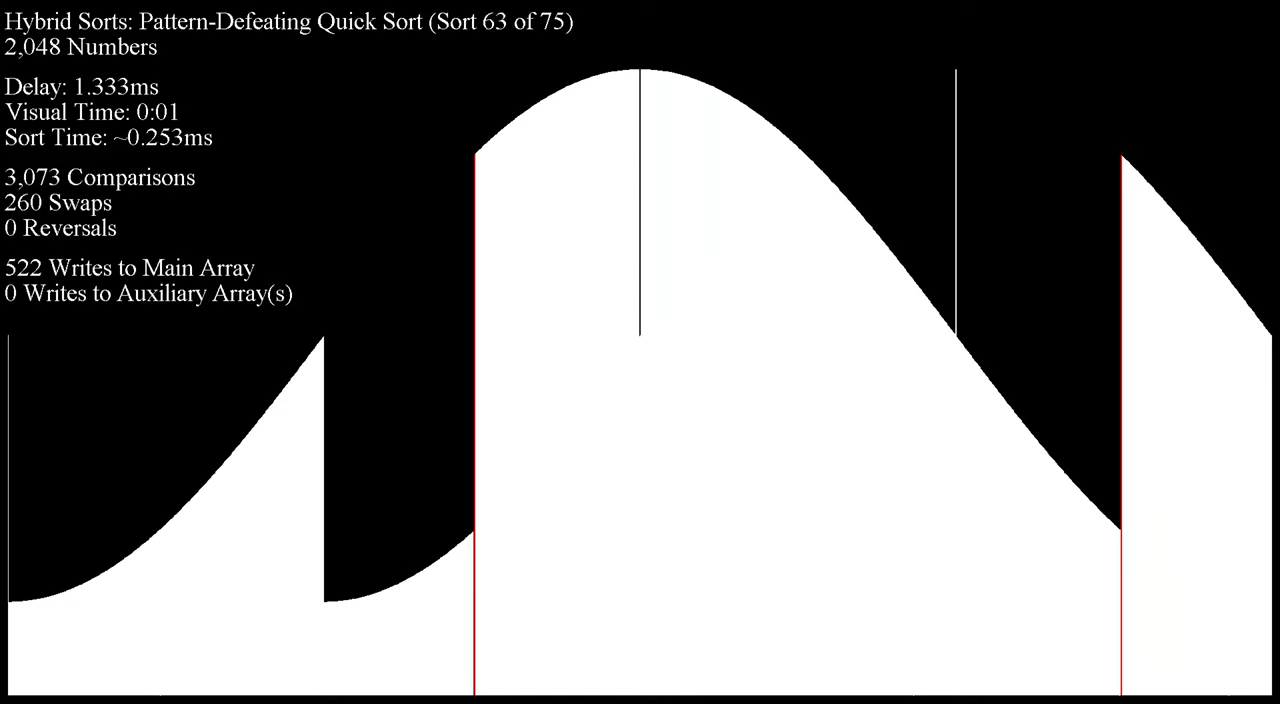 Hybrid Sorts: Pattern-Defeating Quick Sort (Sort 63 of 75)
2,048 Numbers
Delay: 1.333ms
Visual Time: 0:01
Sort Time: ~0.253ms
3,073 Comparisons
260 Swaps
0 Reversals
522 Writes to Main Array
0 Writes to Auxiliary Array(s)